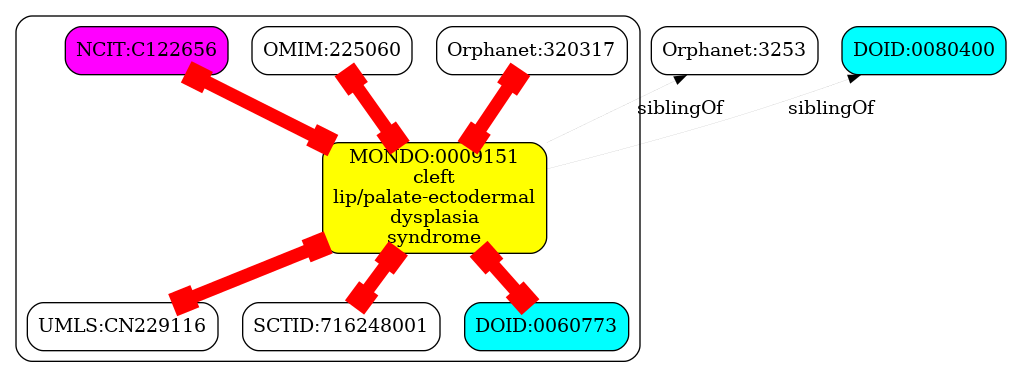 NCIT:C122656
OMIM:225060
Orphanet:320317
Orphanet:3253
DOID:0080400
siblingOf
siblingOf
MONDO:0009151
cleft
lip/palate-ectodermal
dysplasia
syndrome
UMLS:CN229116
SCTID:716248001
DOID:0060773